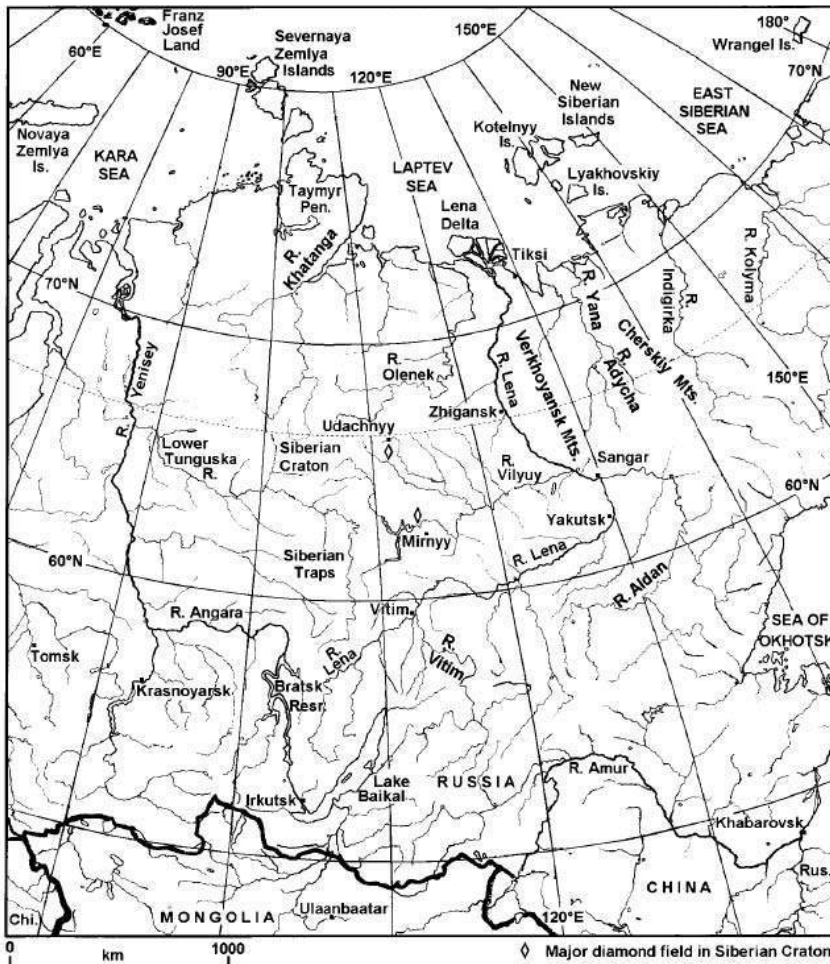 Franz
Josef
Land
Severnaya
Zemlya
Islands
60°E
90°E
120°E
150°E
180°
Wrangel Is.
70°N
Novaya
Zemlya
Is.
KARA
SEA
Taymyr
Pen.
LAPTEV
SEA
Kotelnyy
Is.
New
Siberian
Islands
EAST
SIBERIAN
SEA
Lyakhovskiy
Is.
Lena
Delta
Tiksi
R.
Khatanga
70°N
R. Yana
R.
Indigirka
R. Kolyma
R. Yenisey
R.
Olenek
R. Lena
Verkhoyansk Mts.
R.
Adycha
Cherskiy Mts.
150°E
Zhigansk
Udachnyy
Lower
Tunguska
R.
Siberian
Craton
R.
Vilyuy
Sangar
60°N
Yakutsk
Mirnyy
60°N
Siberian
Traps
R. Lena
R. Aldan
R. Angara
Vitim
SEA OF
OKHOTSK
Tomsk
R.
Lena
R.
Vitim
Krasnoyarsk
Bratsk
Resr.
Lake
Baikal
RUSSIA
R. Amur
Irkutsk
Khabarovsk
Rus.
Chi.
MONGOLIA
Ulaanbaatar
120°E
CHINA
0 km 1000
◊ Major diamond field in Siberian Craton